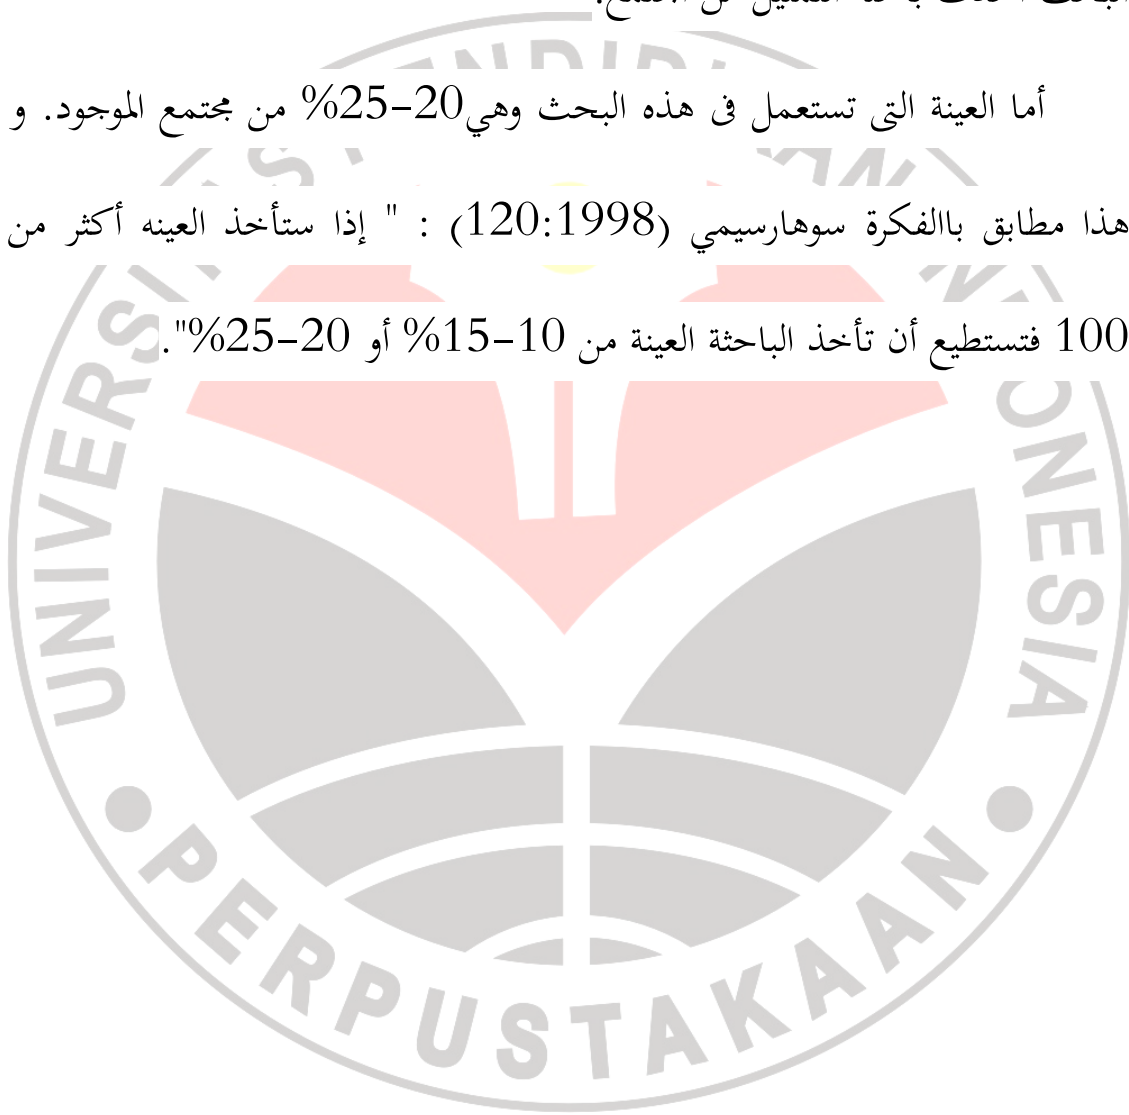 أما العينة التى تستعمل فى هذه البحث وهي20-25% من مجتمع الموجود. و
هذا مطابق باالفكرة سوهارسيمي (120:1998) : " إذا ستأخذ العينه أكثر من
100 فتستطيع أن تأخذ الباحثة العينة من 10-15% أو 20-25%".
UNIVERSITAS PENDIDIKAN INDONESIA
PERPUSTAKAAN